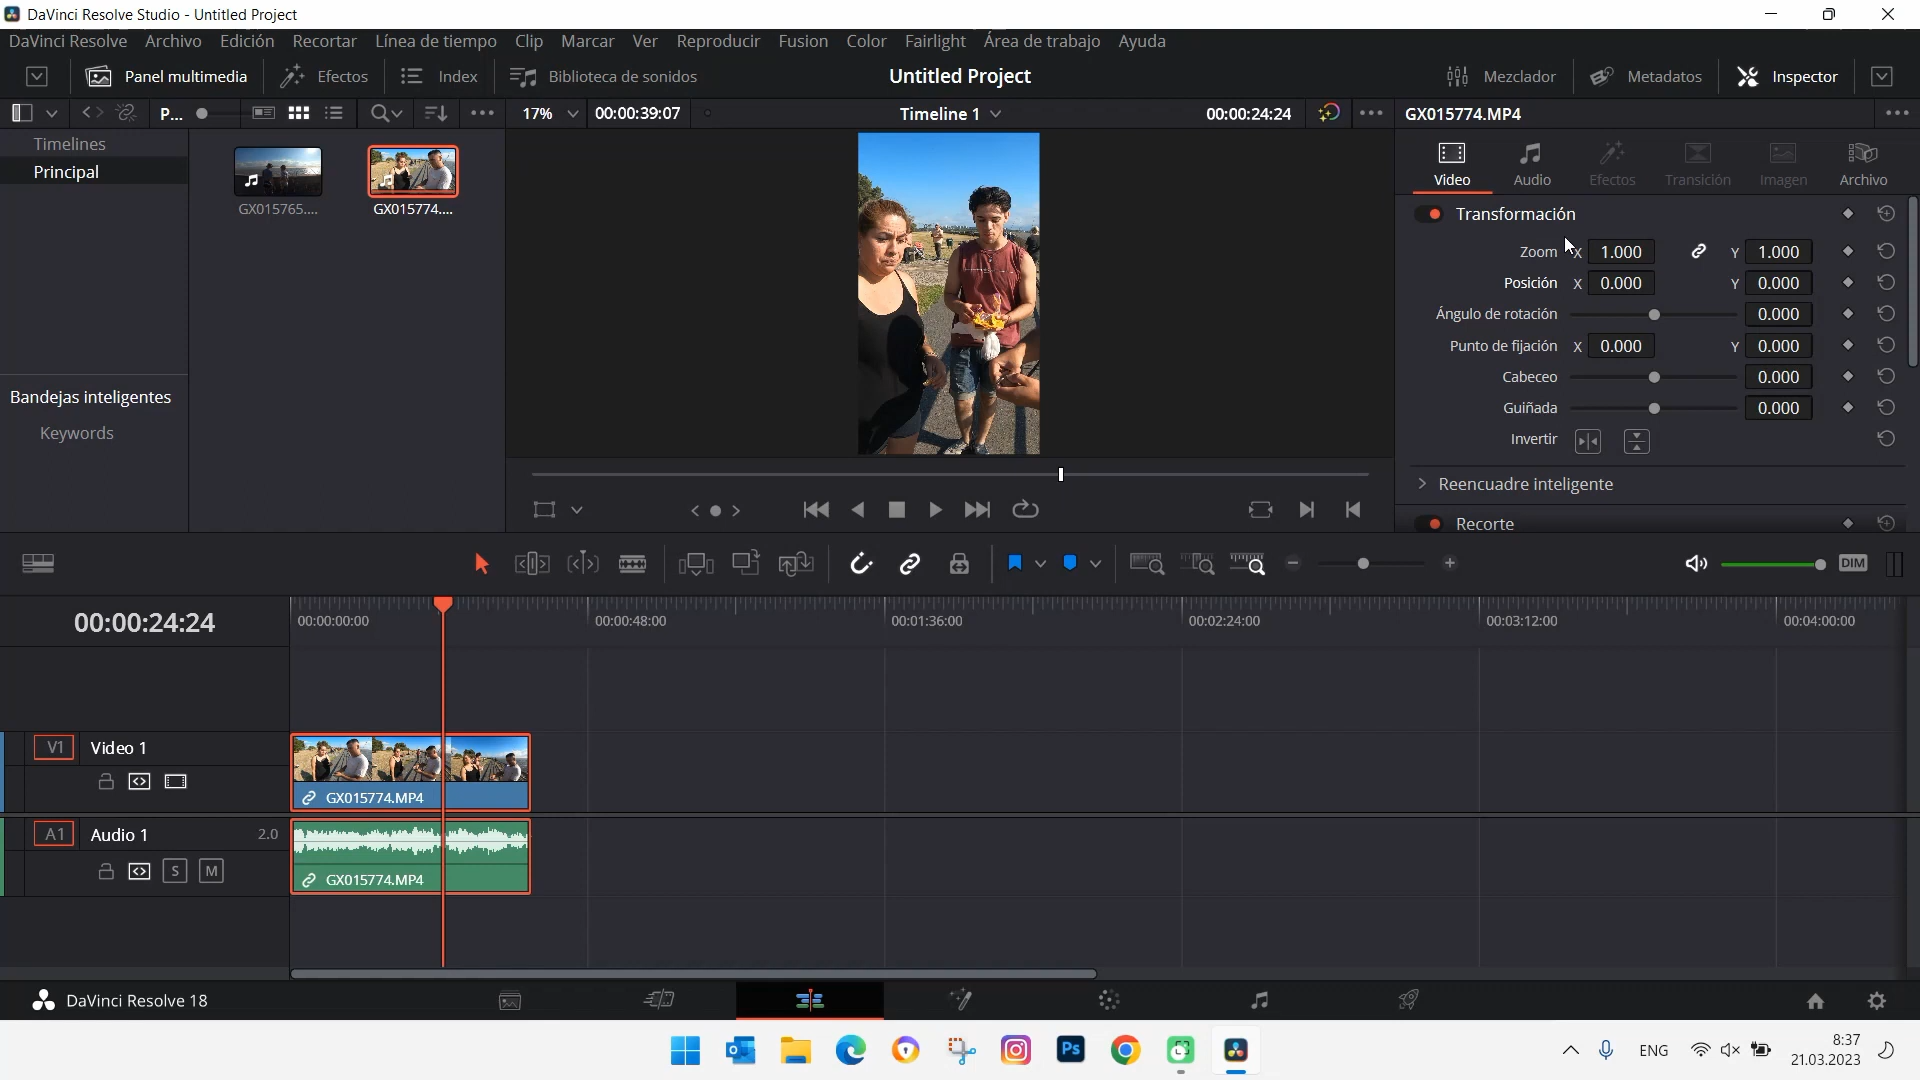 DaVinci Resolve Studio - Untitled Project
DaVinci Resolve Archivo Edición Recortar Línea de tiempo Clip Marcar Ver Reproducir Fusion Color Fairlight Área de trabajo Ayuda
Panel multimedia Efectos Index Biblioteca de sonidos Untitled Project Mezclador Metadatos Inspector
P... 17% 00:00:39:07 Timeline 1 00:00:24:24 GX015774.MP4
Timelines
Principal
GX015765.... GX015774....
Bandejas inteligentes
Keywords
Video Audio Efectos Transición Imagen Archivo
Transformación
Zoom X 1.000 Y 1.000
Posición X 0.000 Y 0.000
Ángulo de rotación 0.000
Punto de fijación X 0.000 Y 0.000
Cabeceo 0.000
Guiñada 0.000
Invertir
Reencuadre inteligente
Recorte
DIM
00:00:24:24
00:00:00:00 00:00:48:00 00:01:36:00 00:02:24:00 00:03:12:00 00:04:00:00
V1 Video 1
GX015774.MP4
A1 Audio 1 2.0
S M
GX015774.MP4
DaVinci Resolve 18
Ps
ENG
8:37
21.03.2023